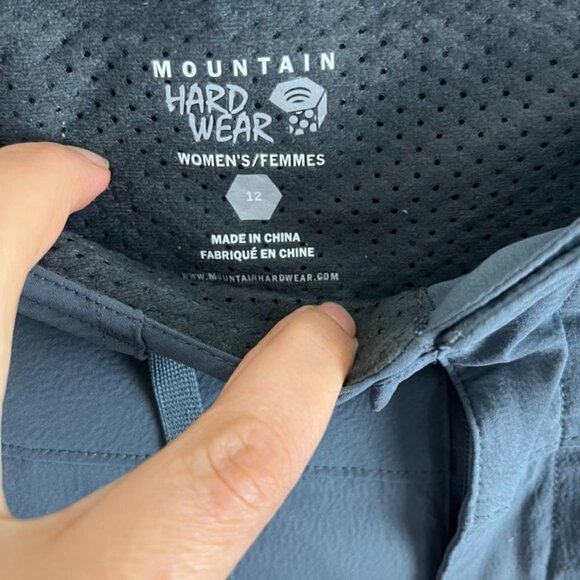 MOUNTAIN
HARD
WEAR
WOMEN'S/FEMMES
12
MADE IN CHINA
FABRIQUÉ EN CHINE
WWW.MOUNTAINHARDWEAR.COM